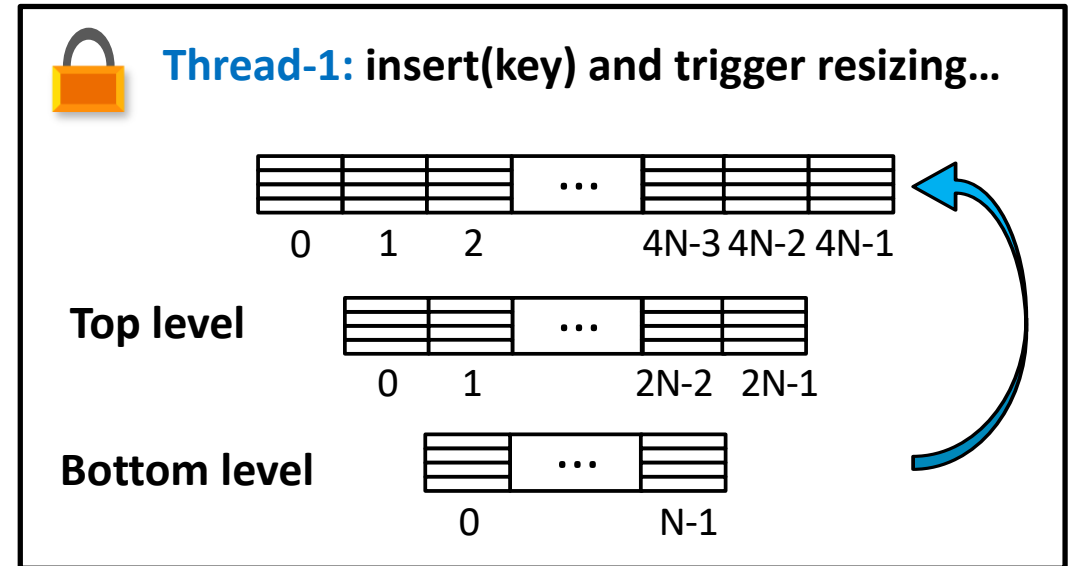 Thread-1: insert(key) and trigger resizing…
…
0 1 2 4N-3 4N-2 4N-1
Top level
…
0 1 2N-2 2N-1
Bottom level
…
0 N-1